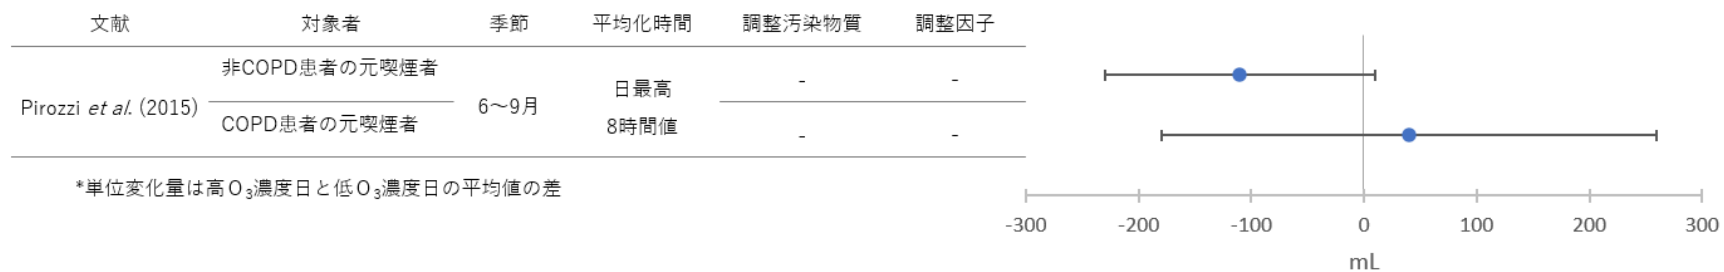 文献 対象者 季節 平均化時間 調整汚染物質 調整因子
非COPD患者の元喫煙者
Pirozzi et al. (2015) 6～9月 日最高 - -
COPD患者の元喫煙者 8時間値 - -
*単位変化量は高O₃濃度日と低O₃濃度日の平均値の差
-300 -200 -100 0 100 200 300
mL